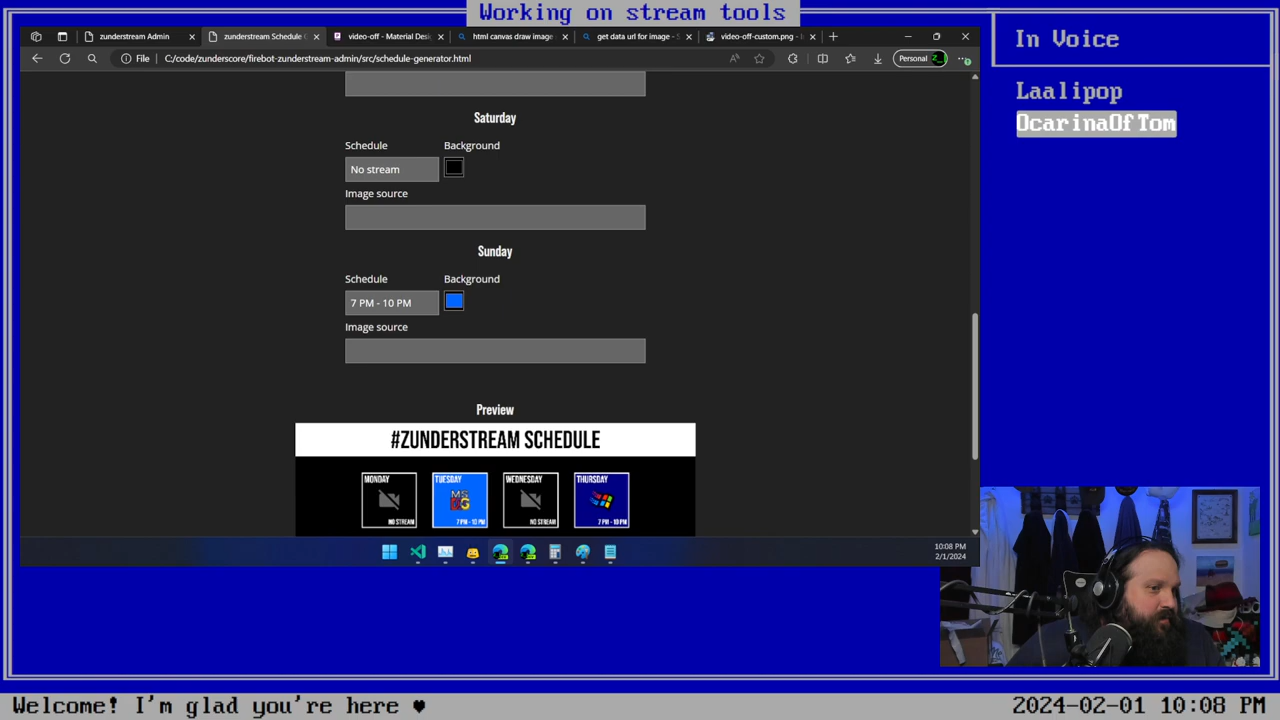 Working on stream tools
zunderstream Admin
zunderstream Schedule
video-off - Material Desi
html canvas draw image
get data url for image - S
video-off-custom.png -
File
C:/code/zunderscore/firebot-zunderstream-admin/src/schedule-generator.html
Personal
Saturday
Schedule
Background
No stream
Image source
Sunday
Schedule
Background
7 PM - 10 PM
Image source
Preview
#ZUNDERSTREAM SCHEDULE
MONDAY
NO STREAM
TUESDAY
7 PM - 10 PM
WEDNESDAY
NO STREAM
THURSDAY
7 PM - 10 PM
10:08 PM
2/1/2024
In Voice
Laalipop
OcarinaOfTom
Welcome! I'm glad you're here ♥
2024-02-01 10:08 PM